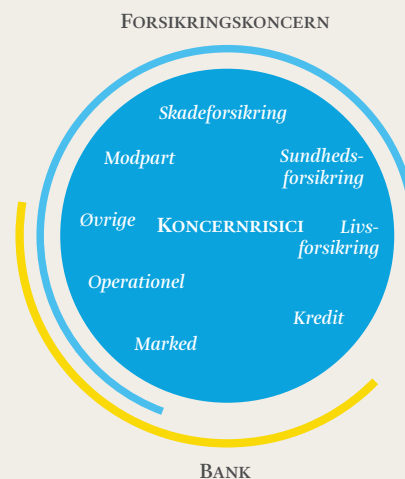 FORSIKRINGSKONCERN
Skadeforsikring
Modpart
Sundheds-
forsikring
Øvrige
KONCERNRISICI
Livs-
forsikring
Operationel
Kredit
Marked
BANK